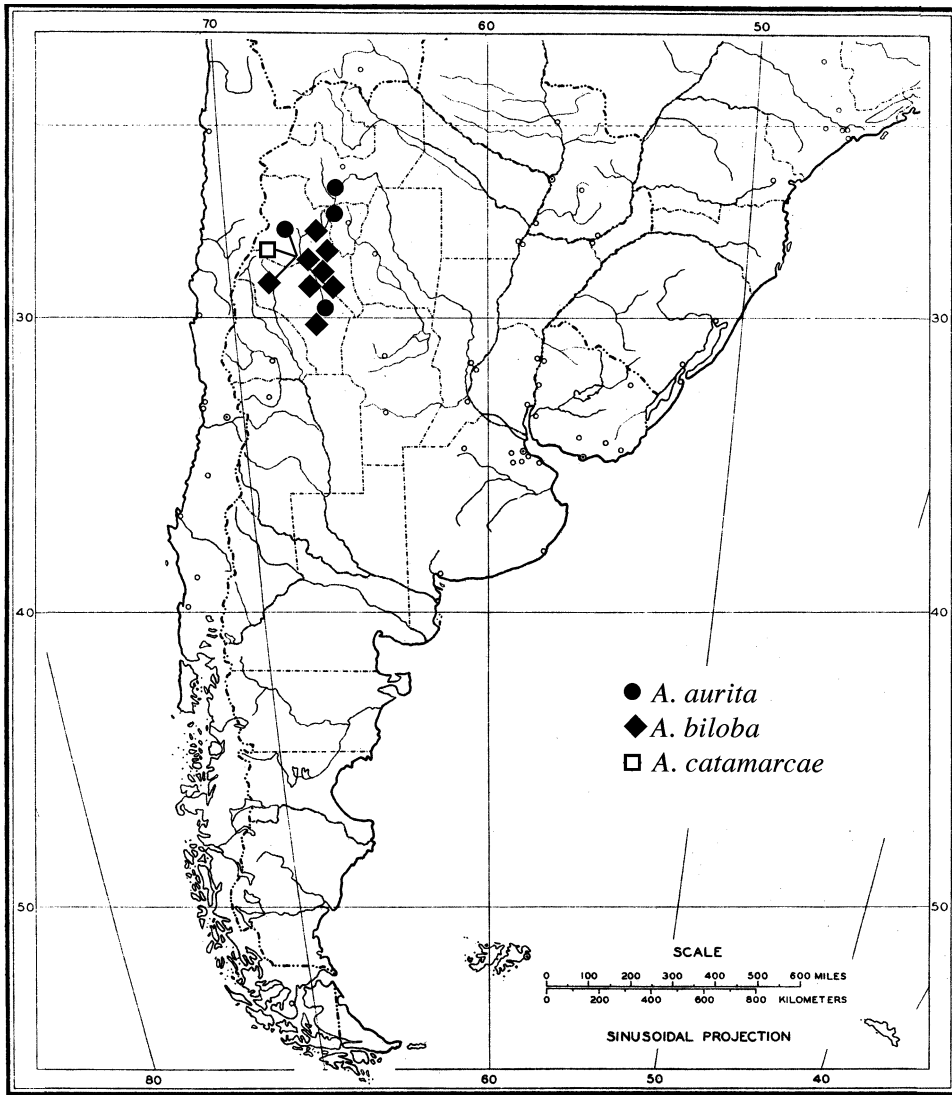 70 60 50
30 30
40 40
A. aurita
A. biloba
A. catamarcae
50 50
SCALE
0 100 200 300 400 500 600 MILES
0 200 400 600 800 KILOMETERS
SINUSOIDAL PROJECTION
80 60 50 40